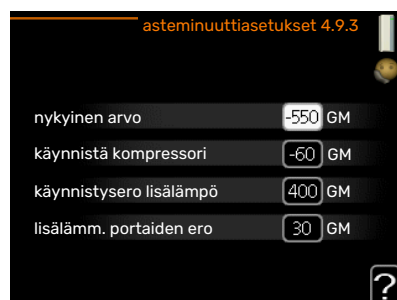 asteminuuttiasetukset 4.9.3
nykyinen arvo -550 GM
käynnistä kompressori -60 GM
käynnistysero lisälämpö 400 GM
lisälämm. portaiden ero 30 GM
?